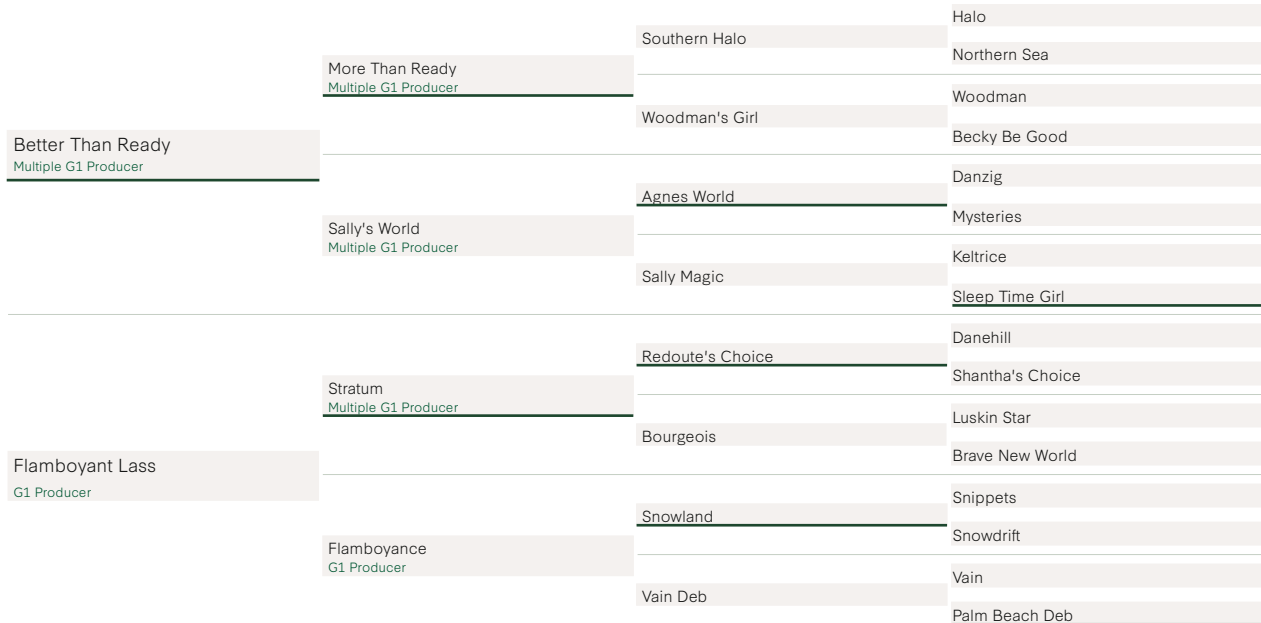 Better Than Ready
Multiple G1 Producer
Flamboyant Lass
G1 Producer
More Than Ready
Multiple G1 Producer
Sally's World
Multiple G1 Producer
Stratum
Multiple G1 Producer
Flamboyance
G1 Producer
Southern Halo
Woodman's Girl
Agnes World
Sally Magic
Redoute's Choice
Bourgeois
Snowland
Vain Deb
Halo
Northern Sea
Woodman
Becky Be Good
Danzig
Mysteries
Keltrice
Sleep Time Girl
Danehill
Shantha's Choice
Luskin Star
Brave New World
Snippets
Snowdrift
Vain
Palm Beach Deb